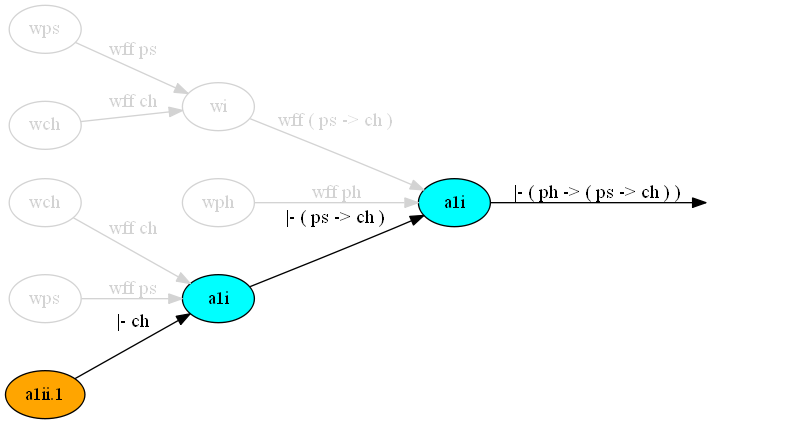 wps
wff ps
wch
wff ch
wi
wff ( ps -> ch )
wph
wff ph
a1i
|- ( ph -> ( ps -> ch ) )
wch
wff ch
|- ( ps -> ch )
wps
wff ps
a1i
|- ch
a1ii.1